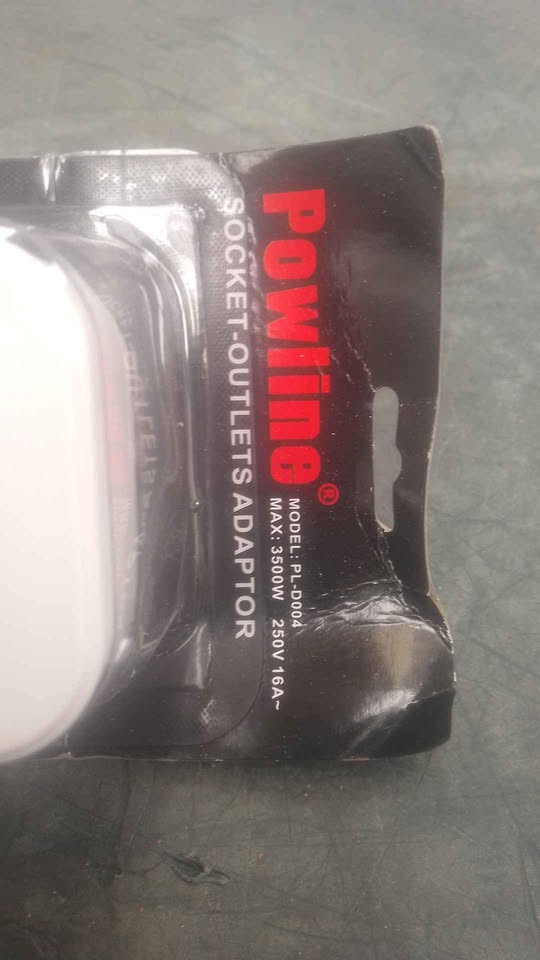 Powline®
MODEL: PL-D004
MAX: 3500W 250V 16A~
SOCKET-OUTLETS ADAPTOR